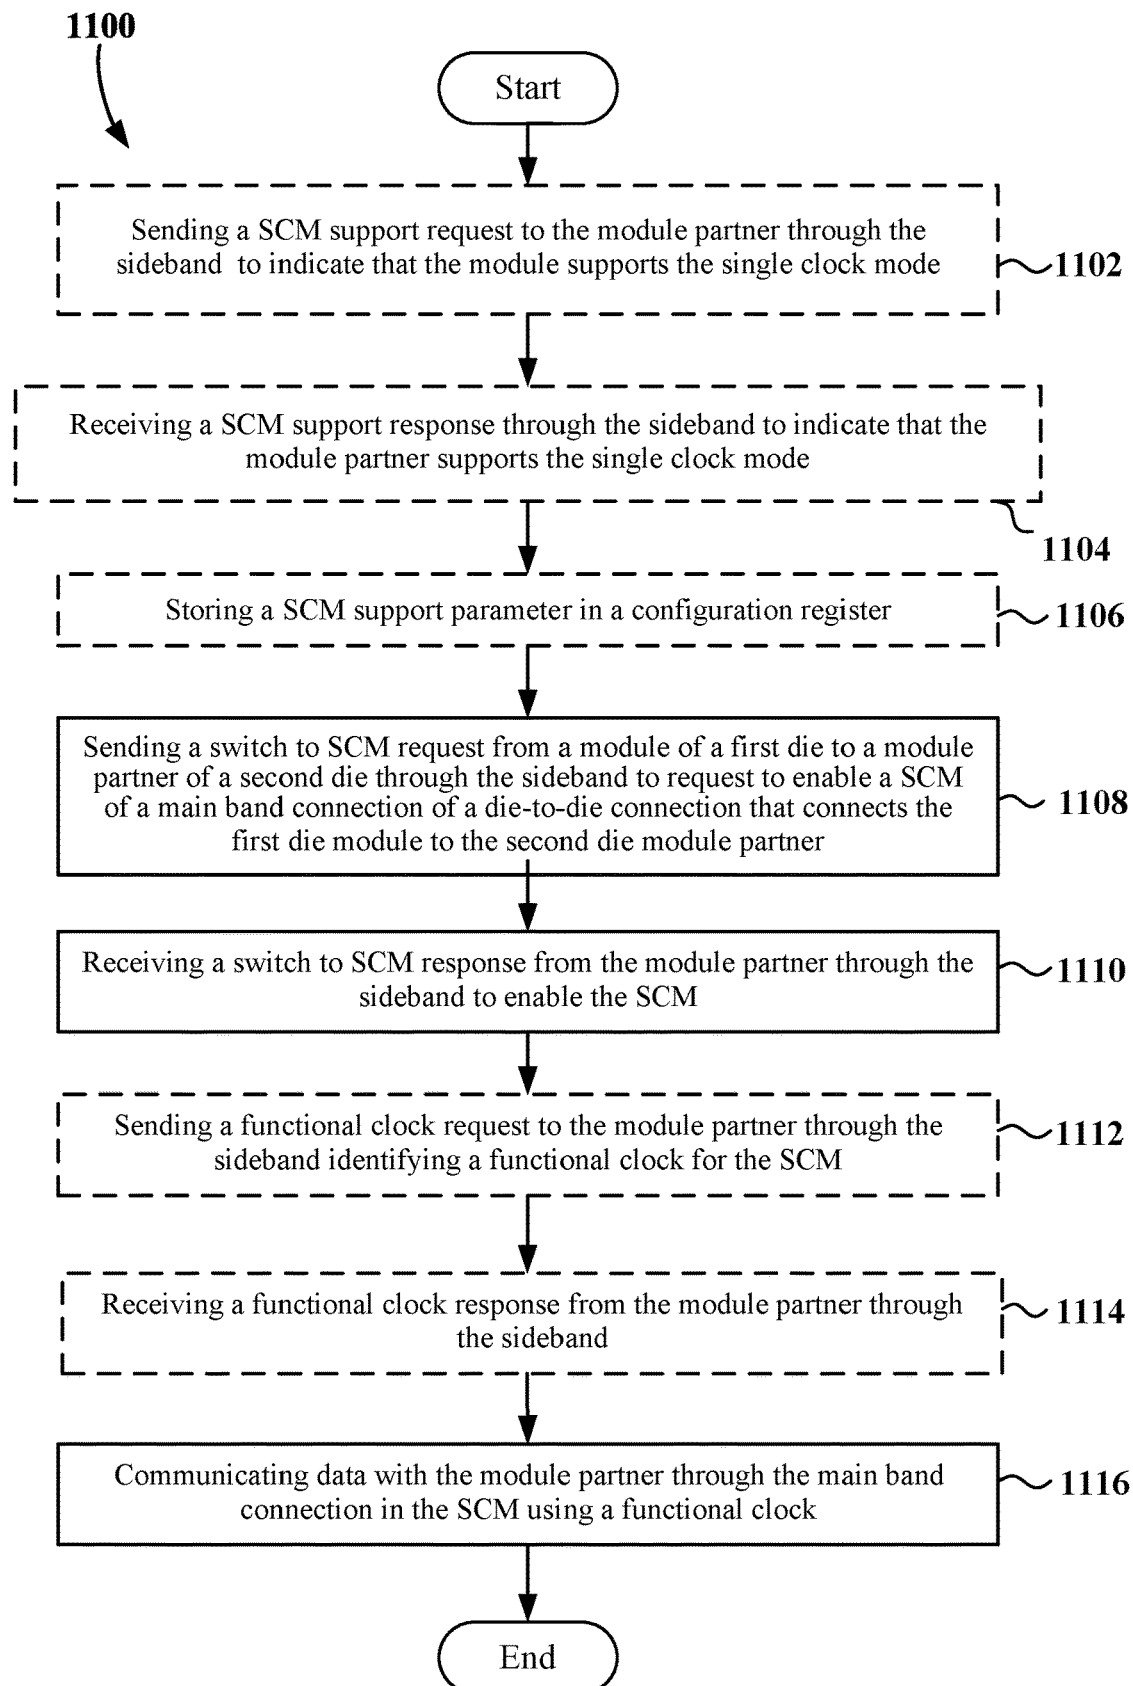 1100
Start
Sending a SCM support request to the module partner through the
sideband to indicate that the module supports the single clock mode
1102
Receiving a SCM support response through the sideband to indicate that the
module partner supports the single clock mode
1104
Storing a SCM support parameter in a configuration register
1106
Sending a switch to SCM request from a module of a first die to a module
partner of a second die through the sideband to request to enable a SCM
of a main band connection of a die-to-die connection that connects the
first die module to the second die module partner
1108
Receiving a switch to SCM response from the module partner through the
sideband to enable the SCM
1110
Sending a functional clock request to the module partner through the
sideband identifying a functional clock for the SCM
1112
Receiving a functional clock response from the module partner through
the sideband
1114
Communicating data with the module partner through the main band
connection in the SCM using a functional clock
1116
End